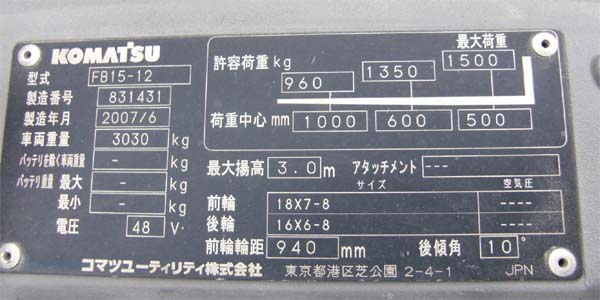 KOMATSU
型式 FB15-12
製造番号 831431
製造年月 2007/6
車両重量 3030 kg
バッテリを除く車両重量 - kg
バッテリ重量 最大 - kg
最小 - kg
電圧 48 V
最大荷重
許容荷重 kg 960 1350 1500
荷重中心 mm 1000 600 500
最大揚高 3.0 m アタッチメント ---
サイズ 空気圧
前輪 18X7-8 ----
後輪 16X6-8 ----
前輪輪距 940 mm 後傾角 10°
コマツユーティリティ株式会社 東京都港区芝公園 2-4-1 JPN